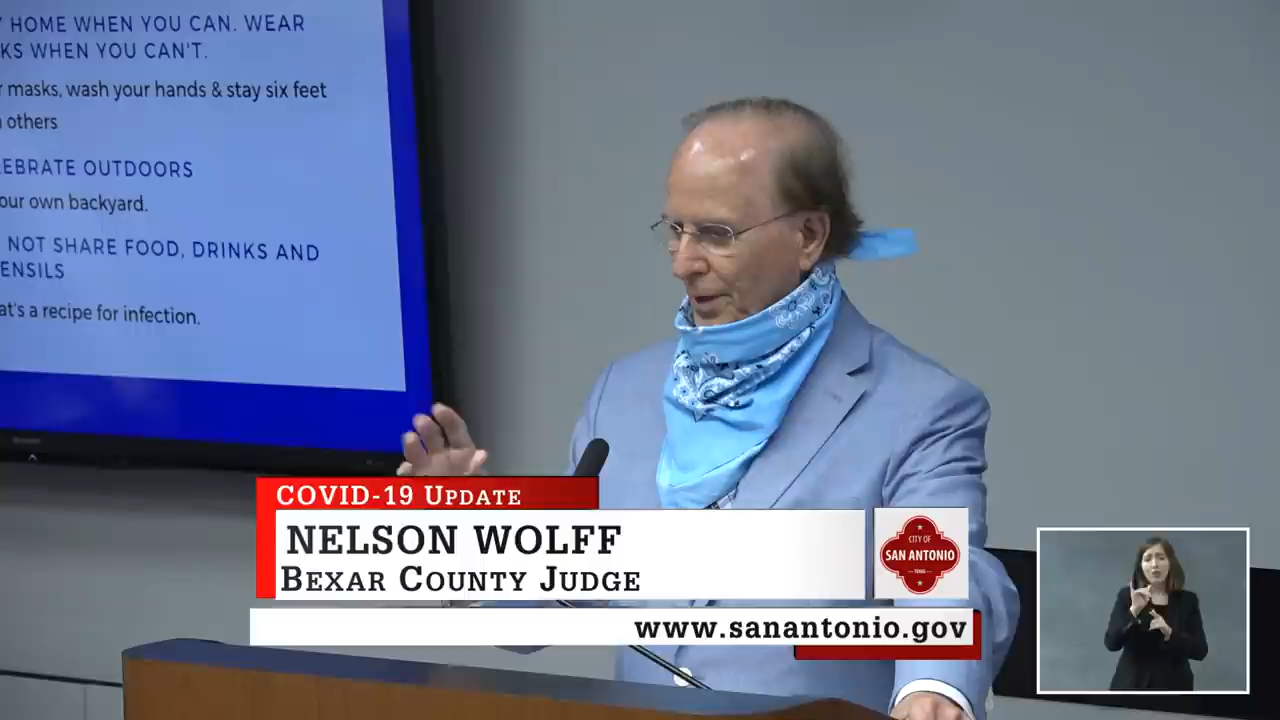 HOME WHEN YOU CAN. WEAR
KS WHEN YOU CAN'T.
masks, wash your hands & stay six feet
others
EBRATE OUTDOORS
our own backyard.
NOT SHARE FOOD, DRINKS AND
ENSILS
at's a recipe for infection.
COVID-19 UPDATE
NELSON WOLFF
BEXAR COUNTY JUDGE
CITY OF
SAN ANTONIO
TEXAS
www.sanantonio.gov